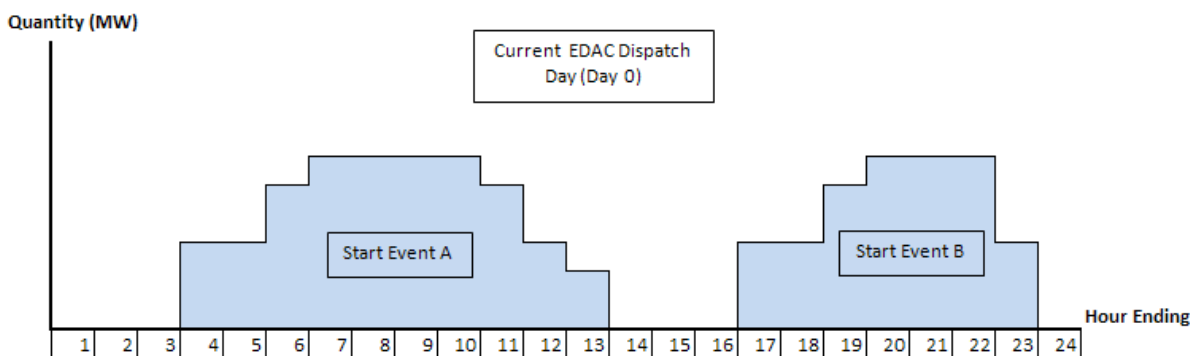 Quantity (MW)
Current EDAC Dispatch
Day (Day 0)
Start Event A
Start Event B
Hour Ending
1 2 3 4 5 6 7 8 9 10 11 12 13 14 15 16 17 18 19 20 21 22 23 24